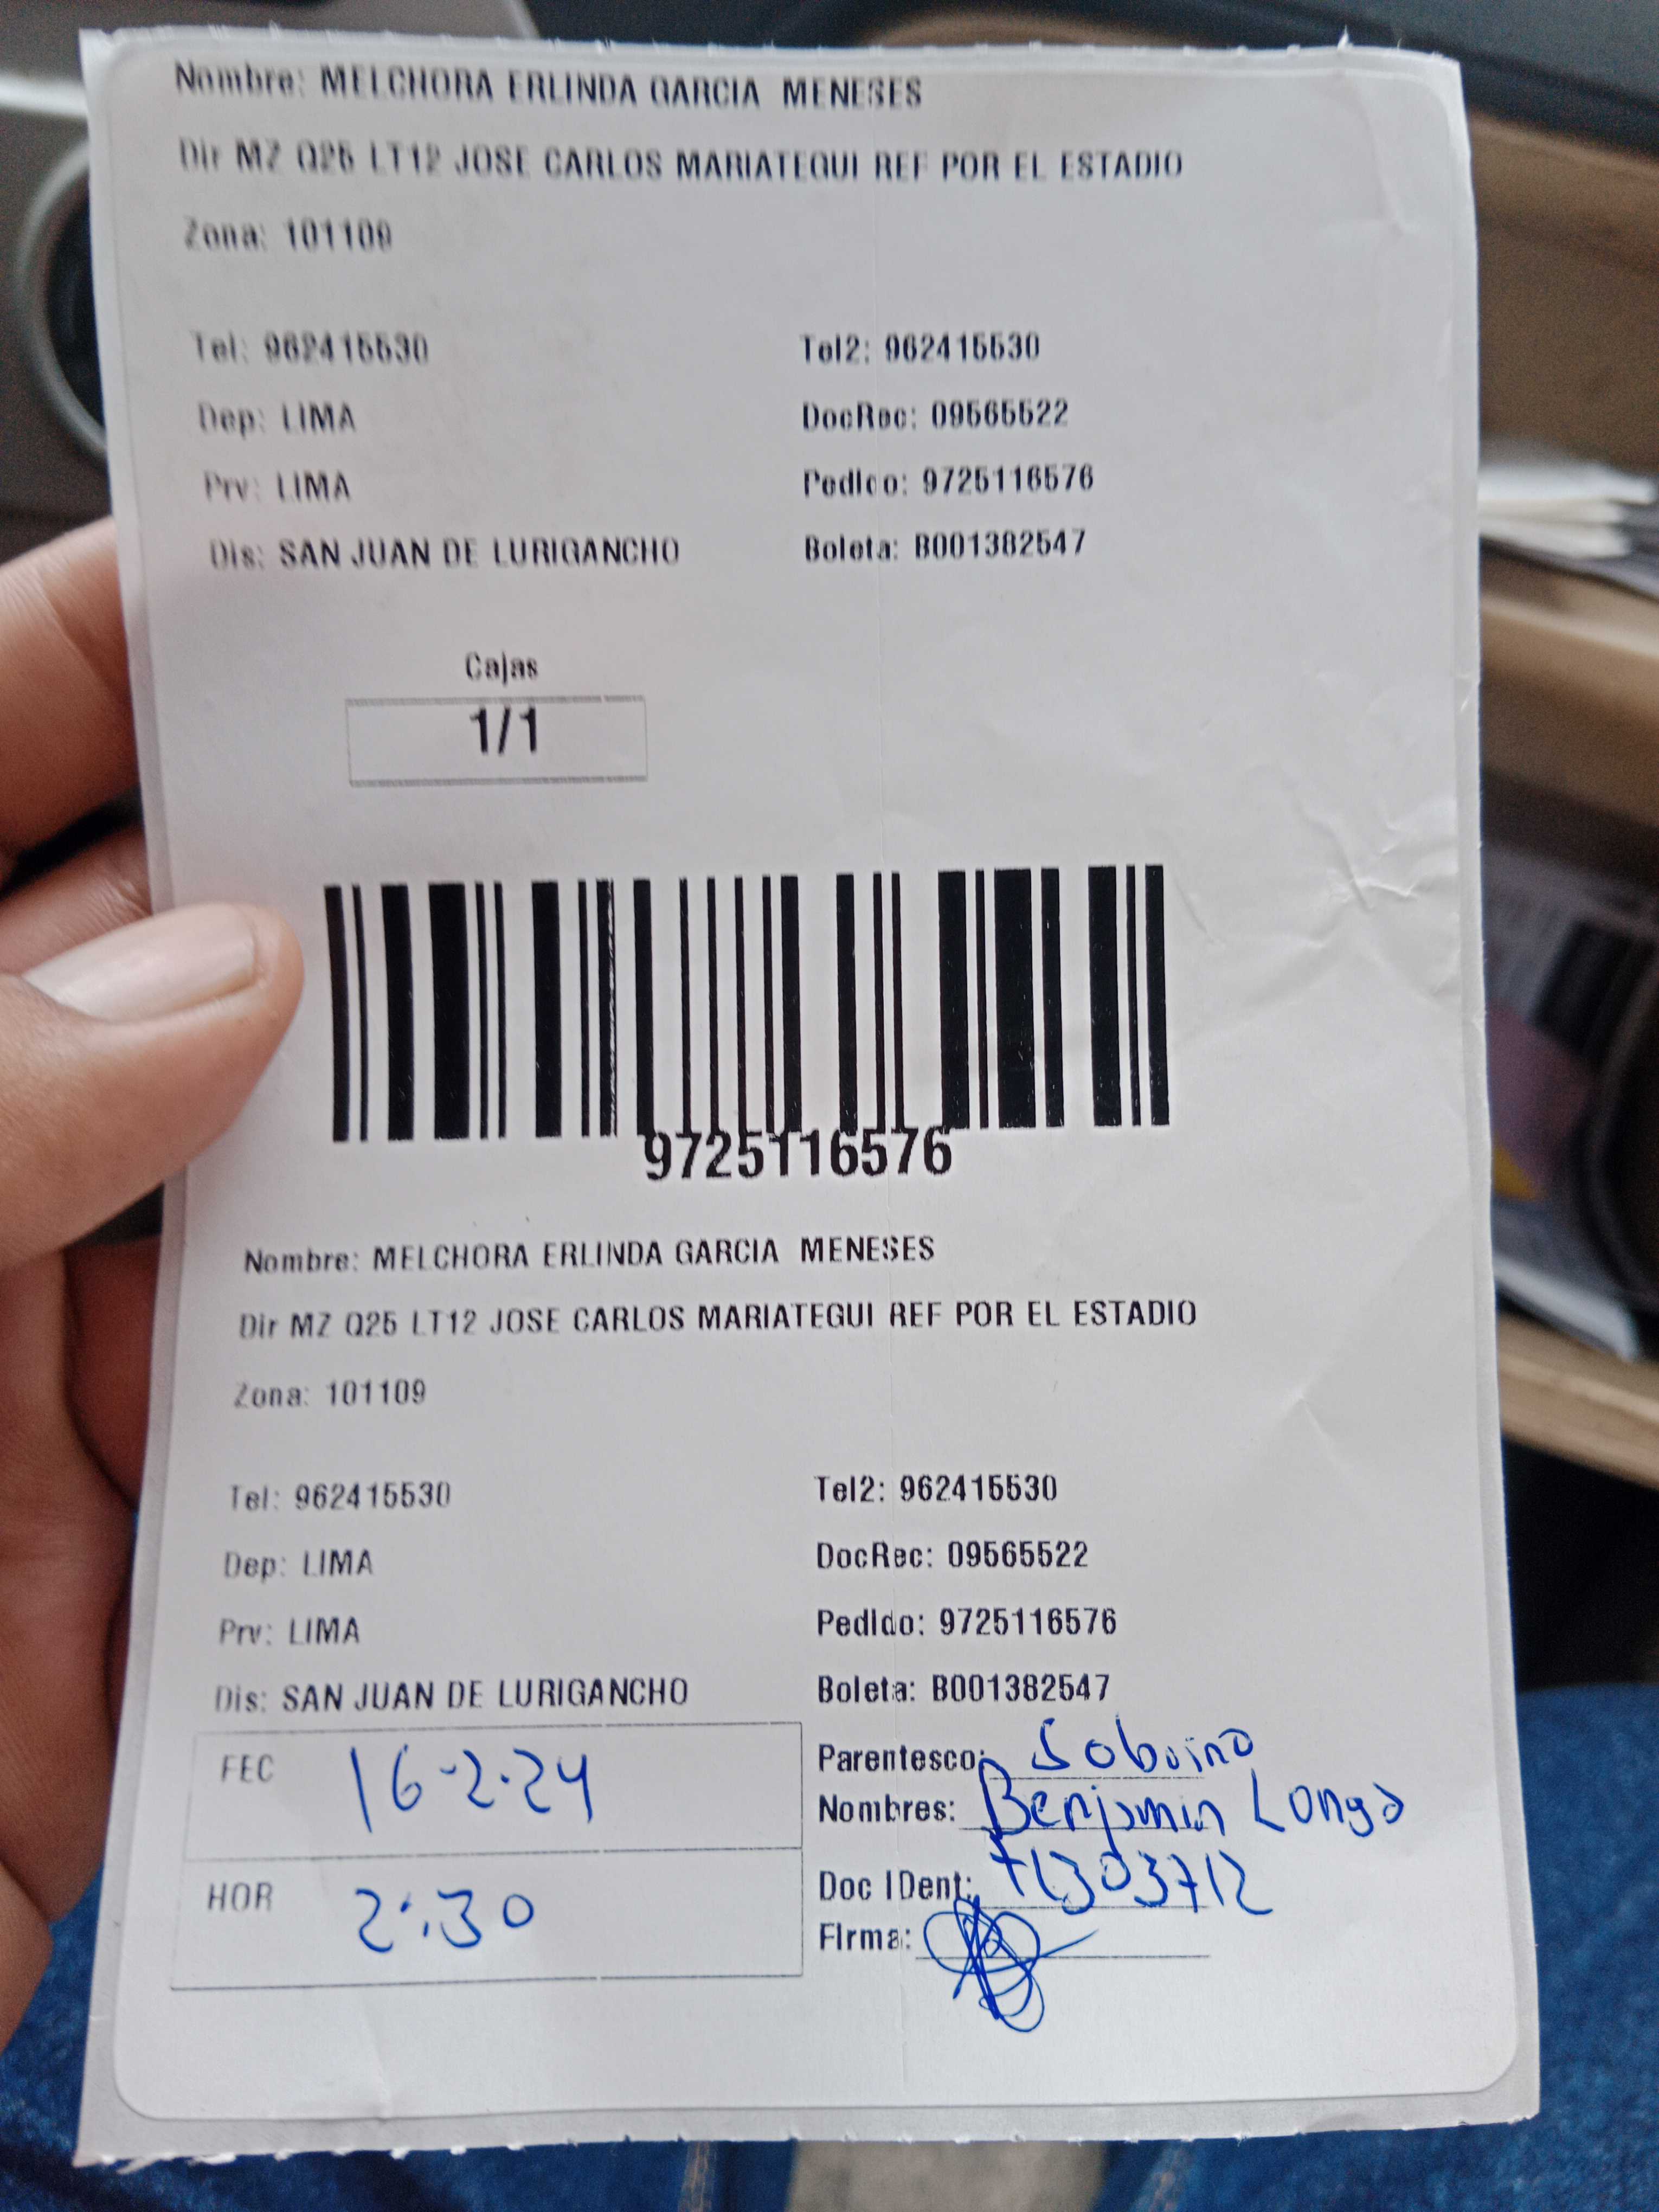 Nombre: MELCHORA ERLINDA GARCIA MENESES
Dir MZ Q25 LT12 JOSE CARLOS MARIATEGUI REF POR EL ESTADIO
Zona: 101109
Tel: 962415530 Tel2: 962415530
Dep: LIMA DocRec: 09565522
Prv: LIMA Pedido: 9725116576
Dis: SAN JUAN DE LURIGANCHO Boleta: B001382547
Cajas
1/1
9725116576
Nombre: MELCHORA ERLINDA GARCIA MENESES
Dir MZ Q25 LT12 JOSE CARLOS MARIATEGUI REF POR EL ESTADIO
Zona: 101109
Tel: 962415530 Tel2: 962415530
Dep: LIMA DocRec: 09565522
Prv: LIMA Pedido: 9725116576
Dis: SAN JUAN DE LURIGANCHO Boleta: B001382547
FEC 16-2-24 Parentesco: Sobrino
Nombres: Benjamin Longa
HOR 2:30 Doc IDent: 71303712
Firma: